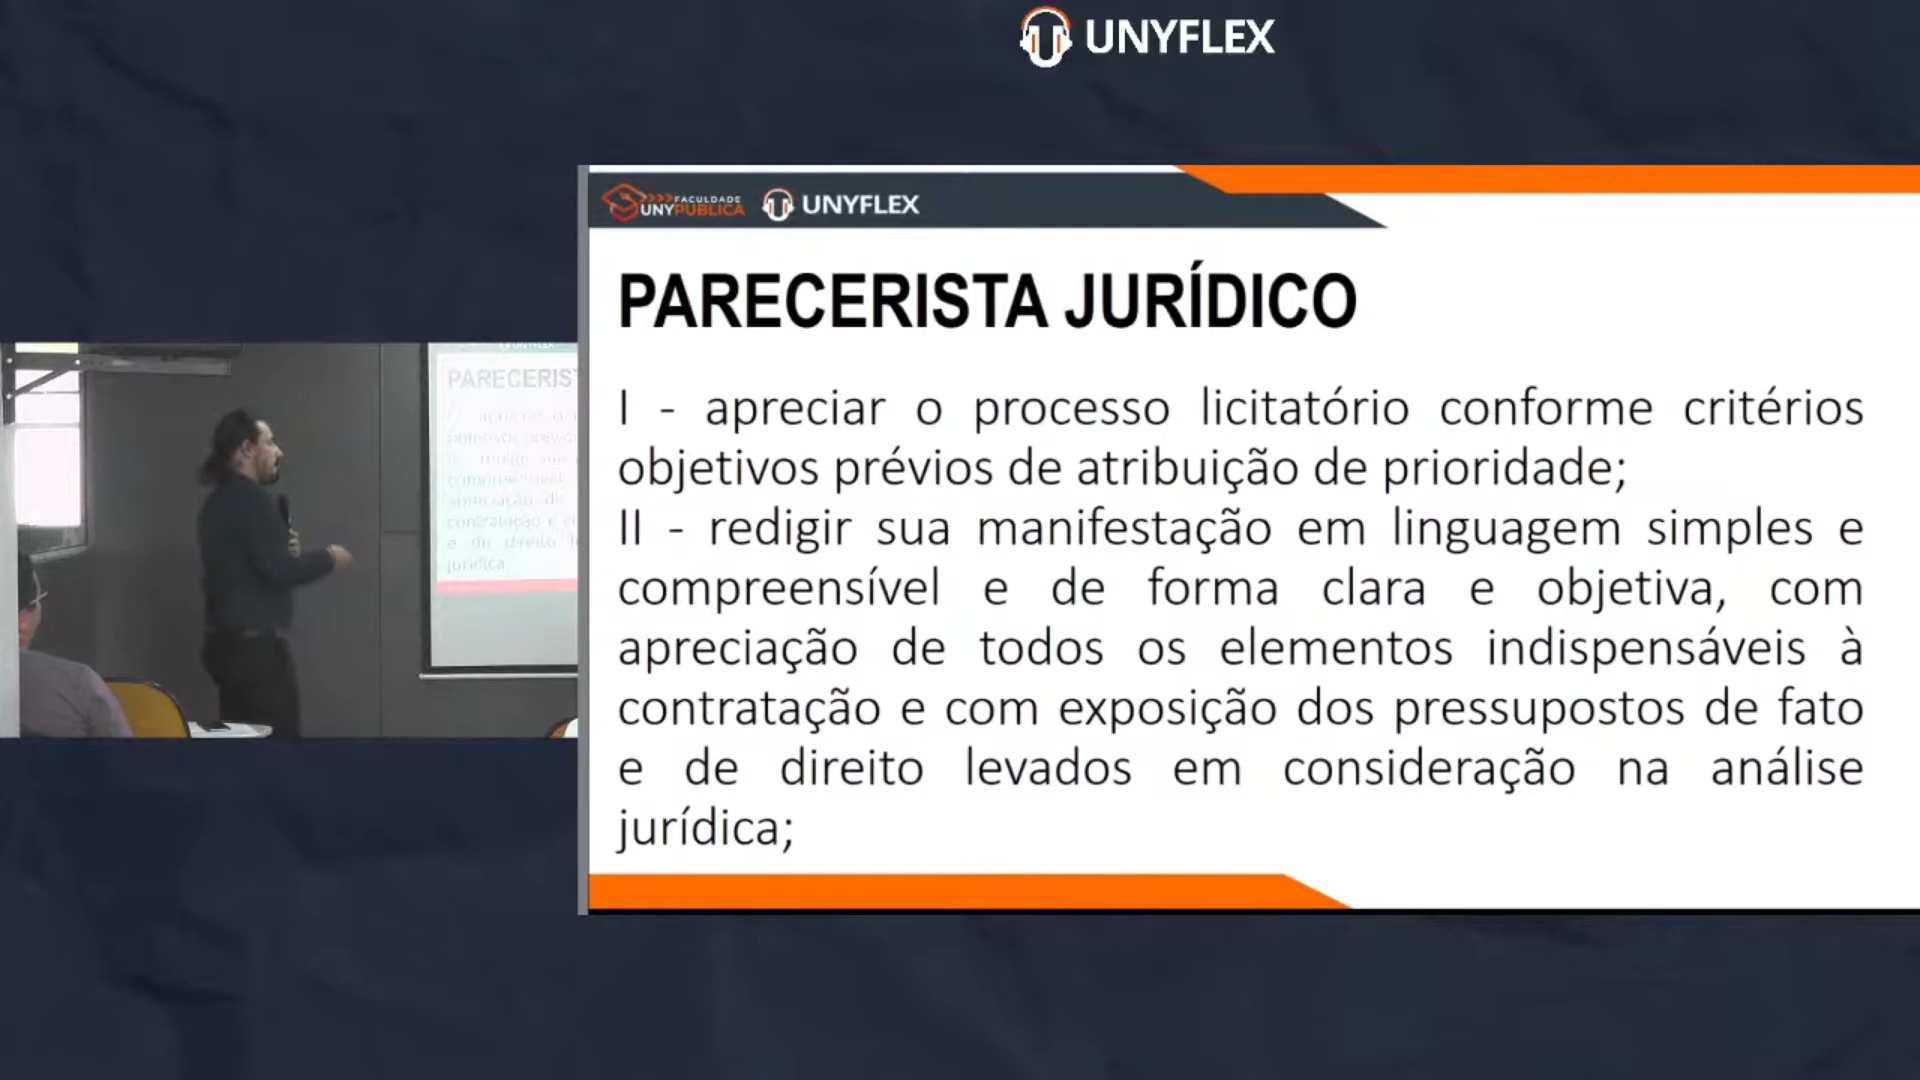 UNYFLEX
FACULDADE
UNYPÚBLICA
UNYFLEX
PARECERISTA JURÍDICO
I - apreciar o processo licitatório conforme critérios
objetivos prévios de atribuição de prioridade;
II - redigir sua manifestação em linguagem simples e
compreensível e de forma clara e objetiva, com
apreciação de todos os elementos indispensáveis à
contratação e com exposição dos pressupostos de fato
e de direito levados em consideração na análise
jurídica;
PARECERIST